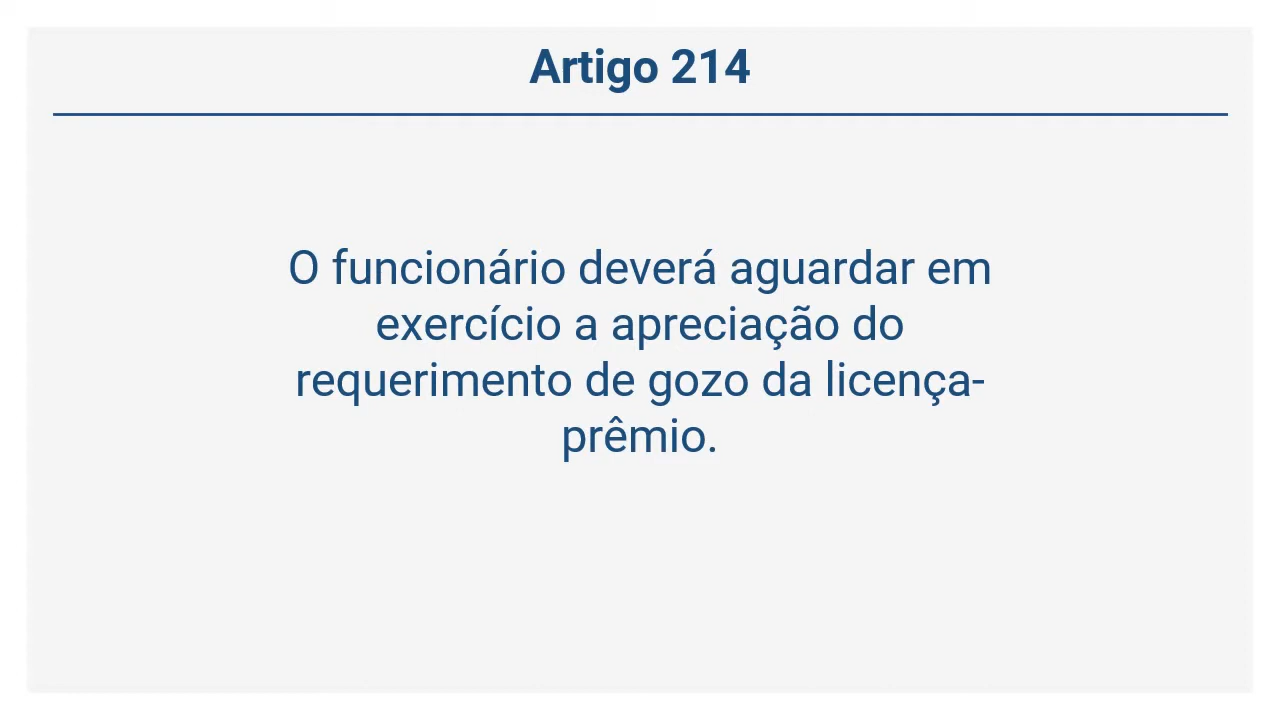 Artigo 214
O funcionário deverá aguardar em
exercício a apreciação do
requerimento de gozo da licença-
prêmio.